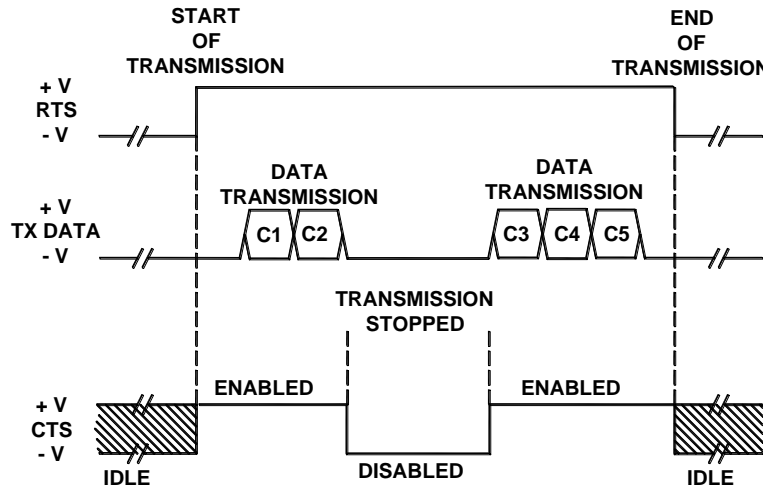 START
OF
TRANSMISSION
END
OF
TRANSMISSION
+ V
RTS
- V
DATA
TRANSMISSION
DATA
TRANSMISSION
+ V
TX DATA
- V
C1
C2
C3
C4
C5
TRANSMISSION
STOPPED
ENABLED
ENABLED
+ V
CTS
- V
IDLE
DISABLED
IDLE